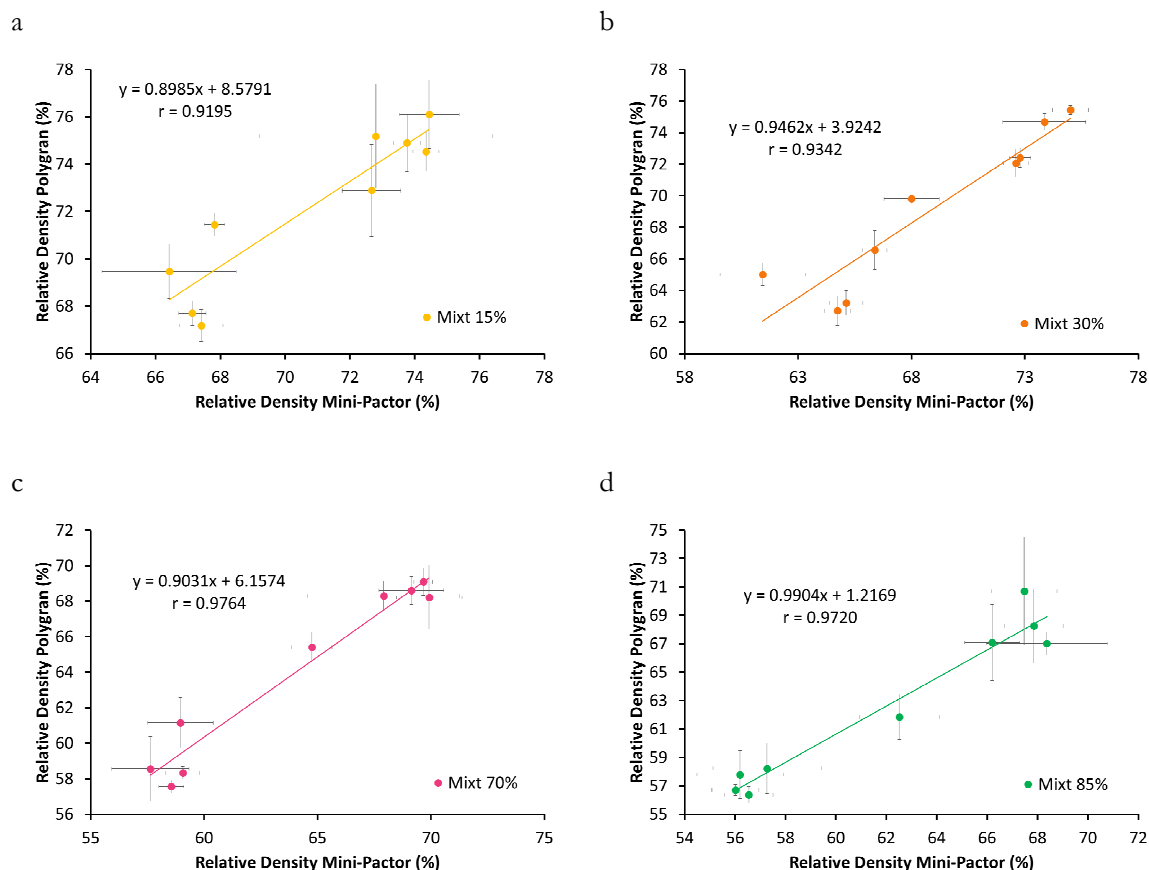 a
78
76
74
72
70
68
66
64
66
68
70
72
74
76
78
Relative Density Polygran (%)
Relative Density Mini-Pactor (%)
y = 0.8985x + 8.5791
r = 0.9195
Mixt 15%
b
78
76
74
72
70
68
66
64
62
60
58
63
68
73
78
Relative Density Polygran (%)
Relative Density Mini-Pactor (%)
y = 0.9462x + 3.9242
r = 0.9342
Mixt 30%
c
72
70
68
66
64
62
60
58
56
55
60
65
70
75
Relative Density Polygran (%)
Relative Density Mini-Pactor (%)
y = 0.9031x + 6.1574
r = 0.9764
Mixt 70%
d
75
73
71
69
67
65
63
61
59
57
55
54
56
58
60
62
64
66
68
70
72
Relative Density Polygran (%)
Relative Density Mini-Pactor (%)
y = 0.9904x + 1.2169
r = 0.9720
Mixt 85%